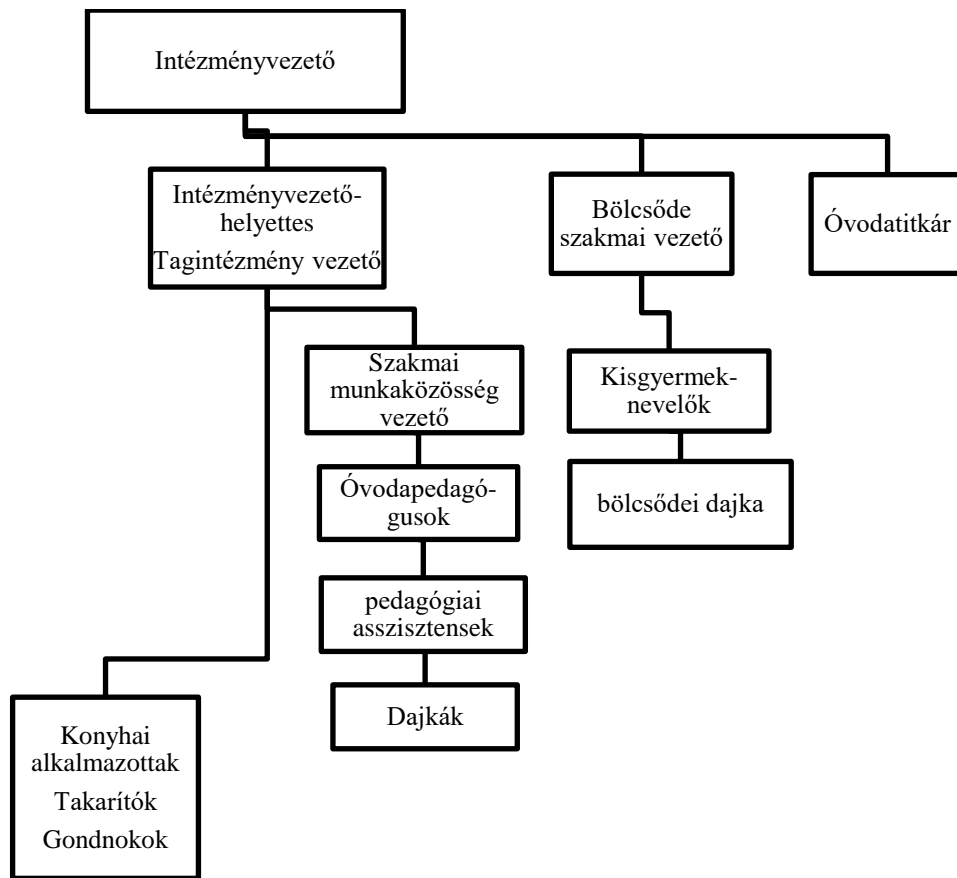 Intézményvezető
Intézményvezető-
helyettes
Tagintézmény vezető
Bölcsőde
szakmai vezető
Óvodatitkár
Szakmai
munkaközösség
vezető
Kisgyermek-
nevelők
Óvodapedagó-
gusok
bölcsődei dajka
pedagógiai
asszisztensek
Dajkák
Konyhai
alkalmazottak
Takarítók
Gondnokok